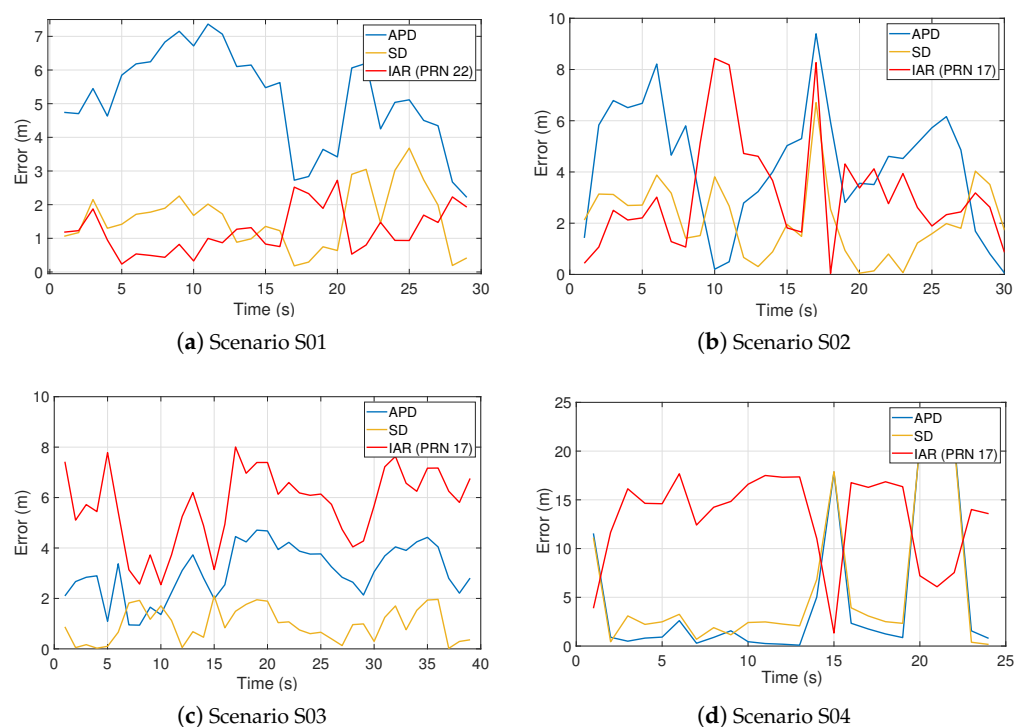 7
6
5
4
3
2
1
0
Error (m)
0 5 10 15 20 25 30
Time (s)
APD
SD
IAR (PRN 22)
(a) Scenario S01
10
8
6
4
2
0
Error (m)
0 5 10 15 20 25 30
Time (s)
APD
SD
IAR (PRN 17)
(b) Scenario S02
10
8
6
4
2
0
Error (m)
0 5 10 15 20 25 30 35 40
Time (s)
APD
SD
IAR (PRN 17)
(c) Scenario S03
25
20
15
10
5
0
Error (m)
0 5 10 15 20 25
Time (s)
APD
SD
IAR (PRN 17)
(d) Scenario S04